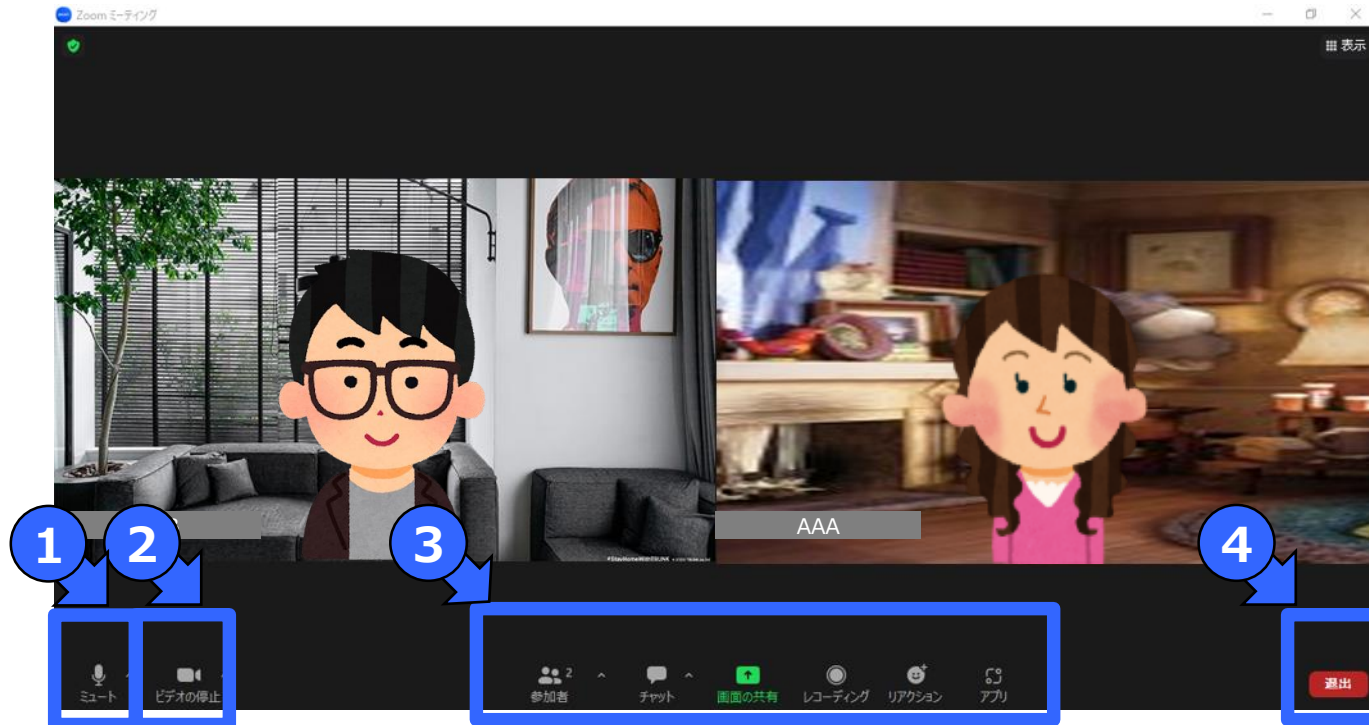 Zoom ミーティング
表示
AAA
1
2
3
4
2
ミュート
ビデオの停止
参加者
チャット
画面の共有
レコーディング
リアクション
アプリ
退出